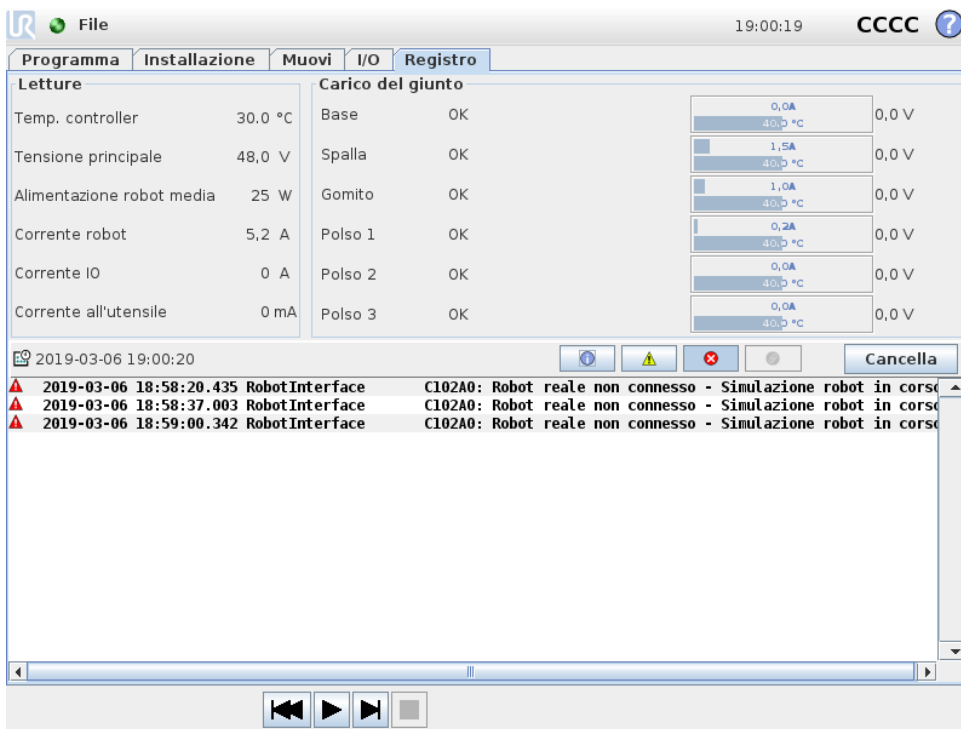 UR File 19:00:19 CCCC ?
Programma Installazione Muovi I/O Registro
Letture
Temp. controller 30.0 °C
Tensione principale 48,0 V
Alimentazione robot media 25 W
Corrente robot 5,2 A
Corrente IO 0 A
Corrente all'utensile 0 mA
Carico del giunto
Base OK 0,0A 40.0 °C 0,0 V
Spalla OK 1,5A 40.0 °C 0,0 V
Gomito OK 1,0A 40.0 °C 0,0 V
Polso 1 OK 0,2A 40.0 °C 0,0 V
Polso 2 OK 0,0A 40.0 °C 0,0 V
Polso 3 OK 0,0A 40.0 °C 0,0 V
2019-03-06 19:00:20 Cancella
2019-03-06 18:58:20.435 RobotInterface C102A0: Robot reale non connesso - Simulazione robot in corso
2019-03-06 18:58:37.003 RobotInterface C102A0: Robot reale non connesso - Simulazione robot in corso
2019-03-06 18:59:00.342 RobotInterface C102A0: Robot reale non connesso - Simulazione robot in corso